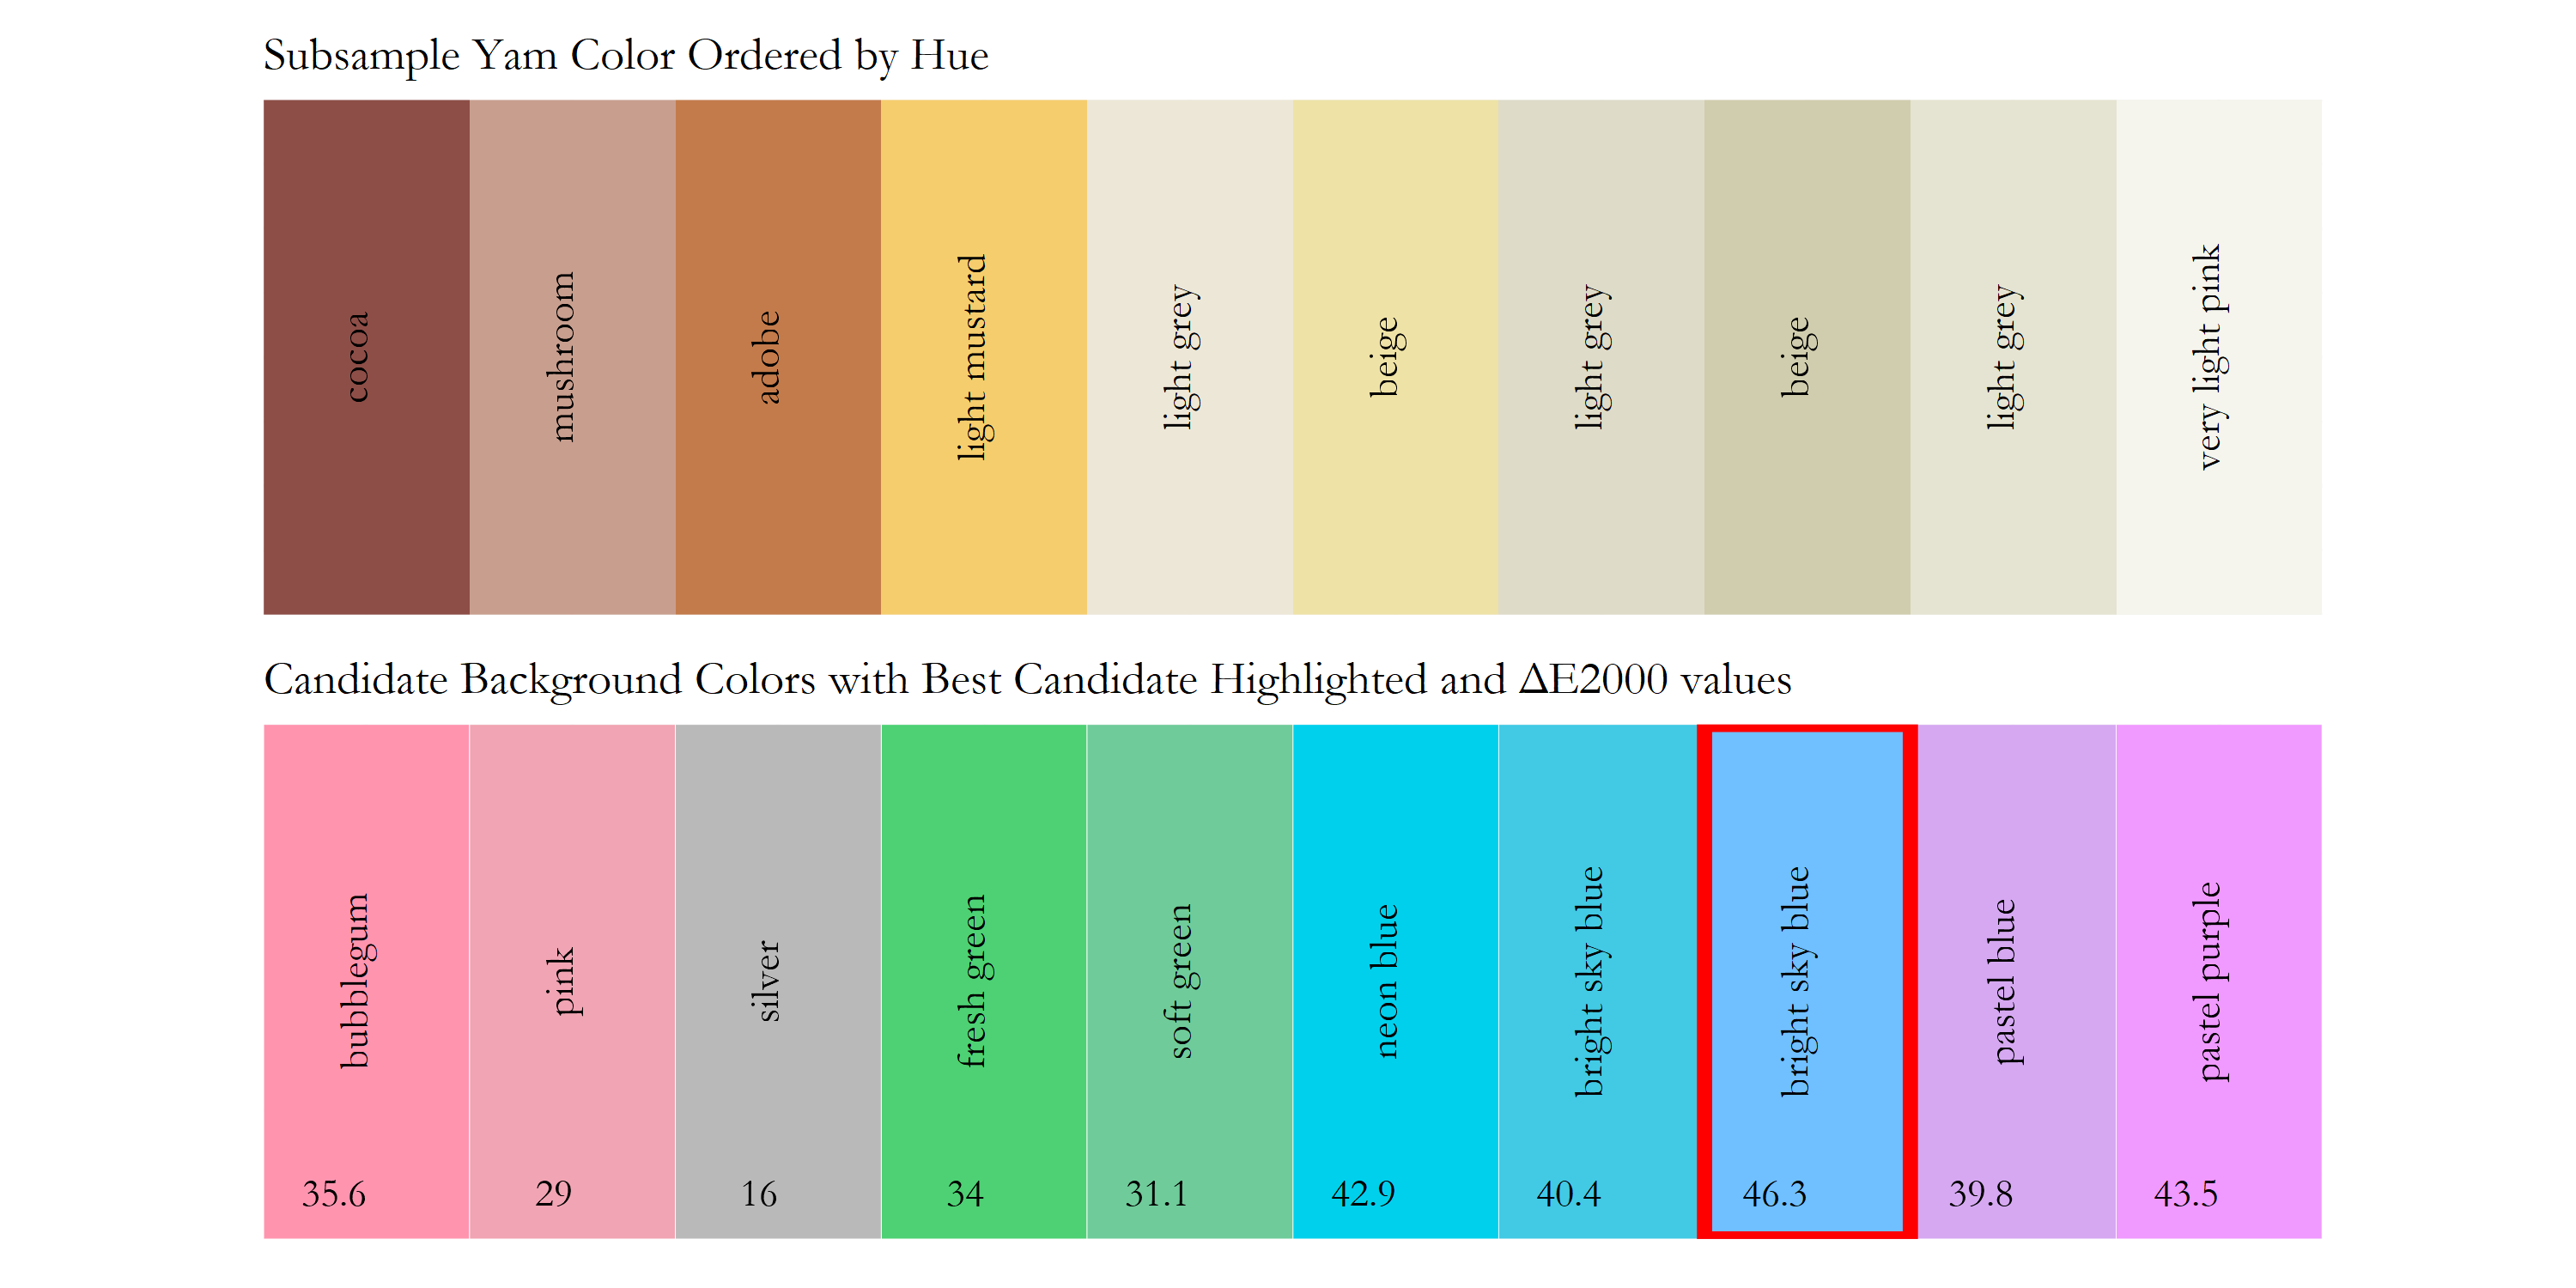 Subsample Yam Color Ordered by Hue
cocoa
mushroom
adobe
light mustard
light grey
beige
light grey
beige
light grey
very light pink
Candidate Background Colors with Best Candidate Highlighted and ΔE2000 values
bubblegum
pink
silver
fresh green
soft green
neon blue
bright sky blue
bright sky blue
pastel blue
pastel purple
35.6
29
16
34
31.1
42.9
40.4
46.3
39.8
43.5